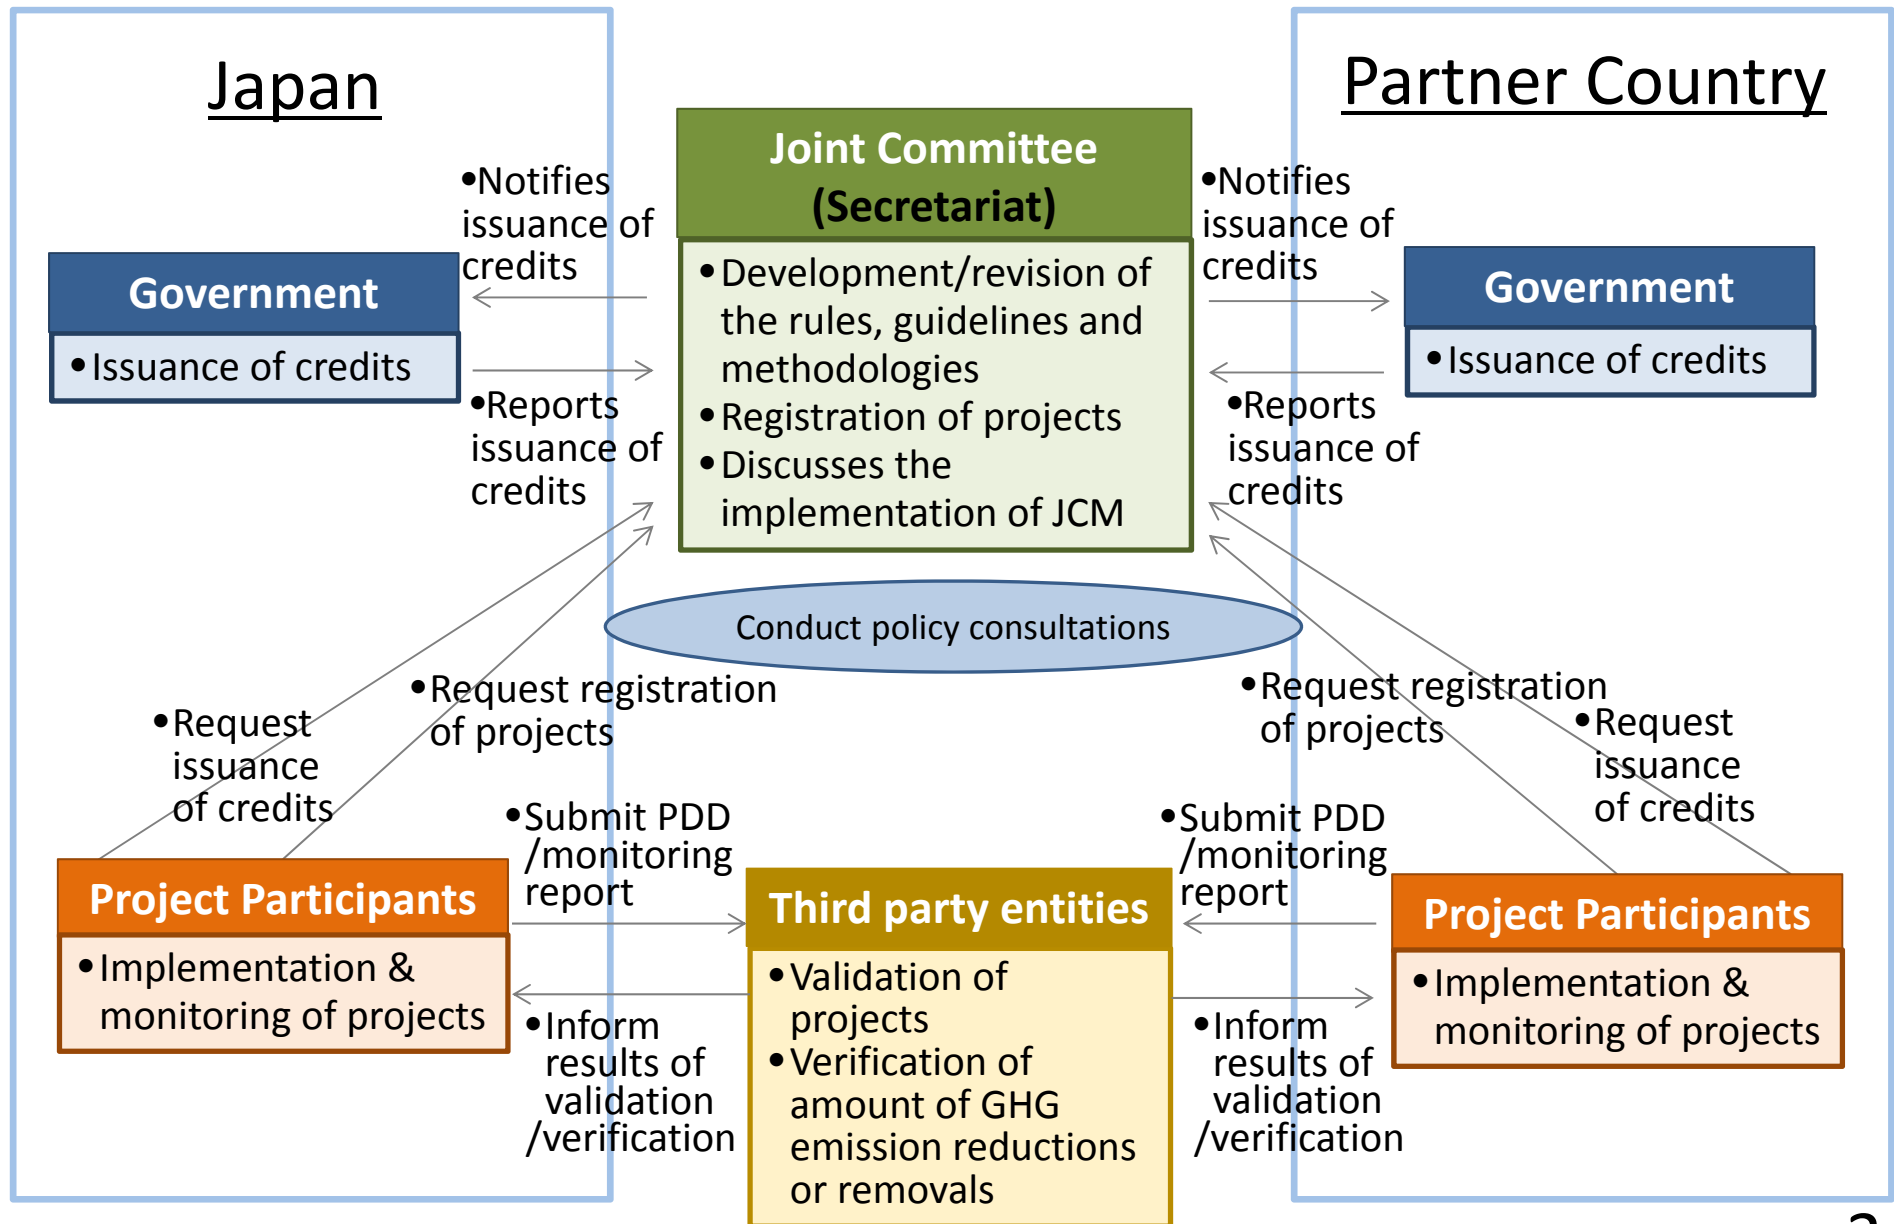 Japan
Partner Country
Joint Committee
(Secretariat)
•Notifies
issuance of
credits
•Notifies
issuance of
credits
Government
•Issuance of credits
•Development/revision of
the rules, guidelines and
methodologies
•Registration of projects
•Discusses the
implementation of JCM
Government
•Issuance of credits
•Reports
issuance of
credits
•Reports
issuance of
credits
Conduct policy consultations
•Request
issuance
of credits
•Request registration
of projects
•Request registration
of projects
•Request
issuance
of credits
•Submit PDD
/monitoring
report
•Submit PDD
/monitoring
report
Project Participants
•Implementation &
monitoring of projects
Third party entities
•Validation of
projects
•Verification of
amount of GHG
emission reductions
or removals
Project Participants
•Implementation &
monitoring of projects
•Inform
results of
validation
/verification
•Inform
results of
validation
/verification